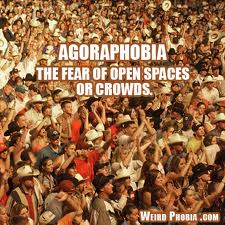 AGORAPHOBIA
THE FEAR OF OPEN SPACES
OR CROWDS.
WEIRD PHOBIA .COM